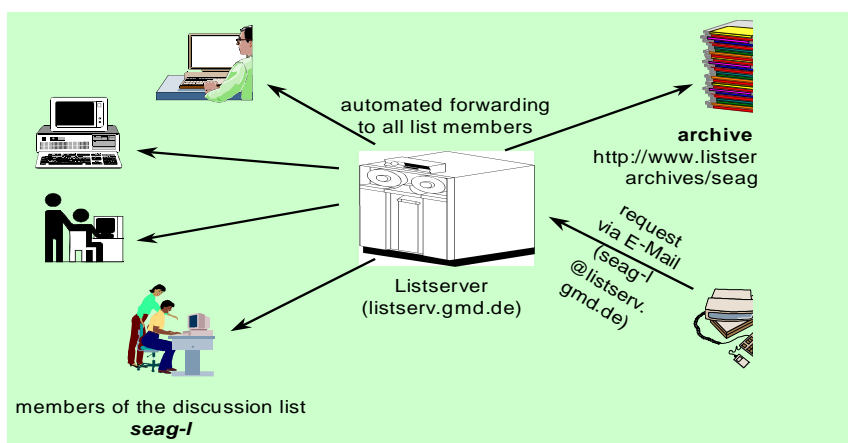 automated forwarding
to all list members
archive
http://www.listser
archives/seag
request
via E-Mail
(seag-l
@listserv.
gmd.de)
Listserver
(listserv.gmd.de)
members of the discussion list
seag-l